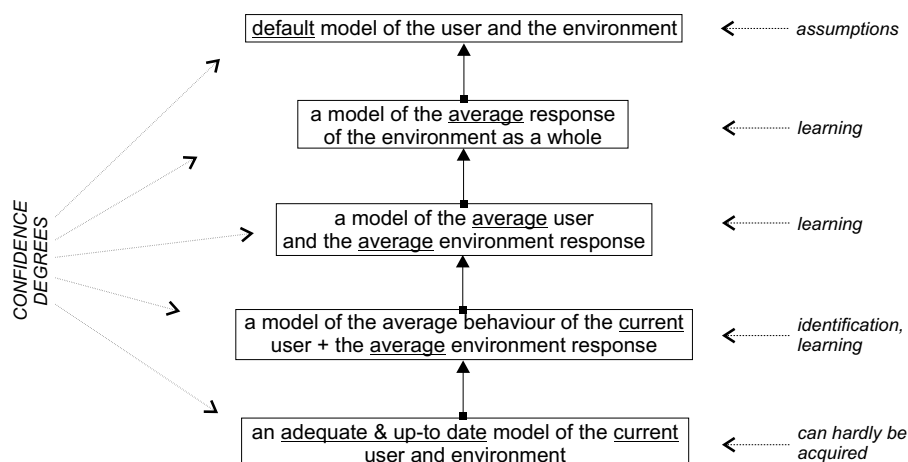 default model of the user and the environment
assumptions
a model of the average response
of the environment as a whole
learning
a model of the average user
and the average environment response
learning
CONFIDENCE
DEGREES
a model of the average behaviour of the current
user + the average environment response
identification,
learning
an adequate & up-to date model of the current
user and environment
can hardly be
acquired